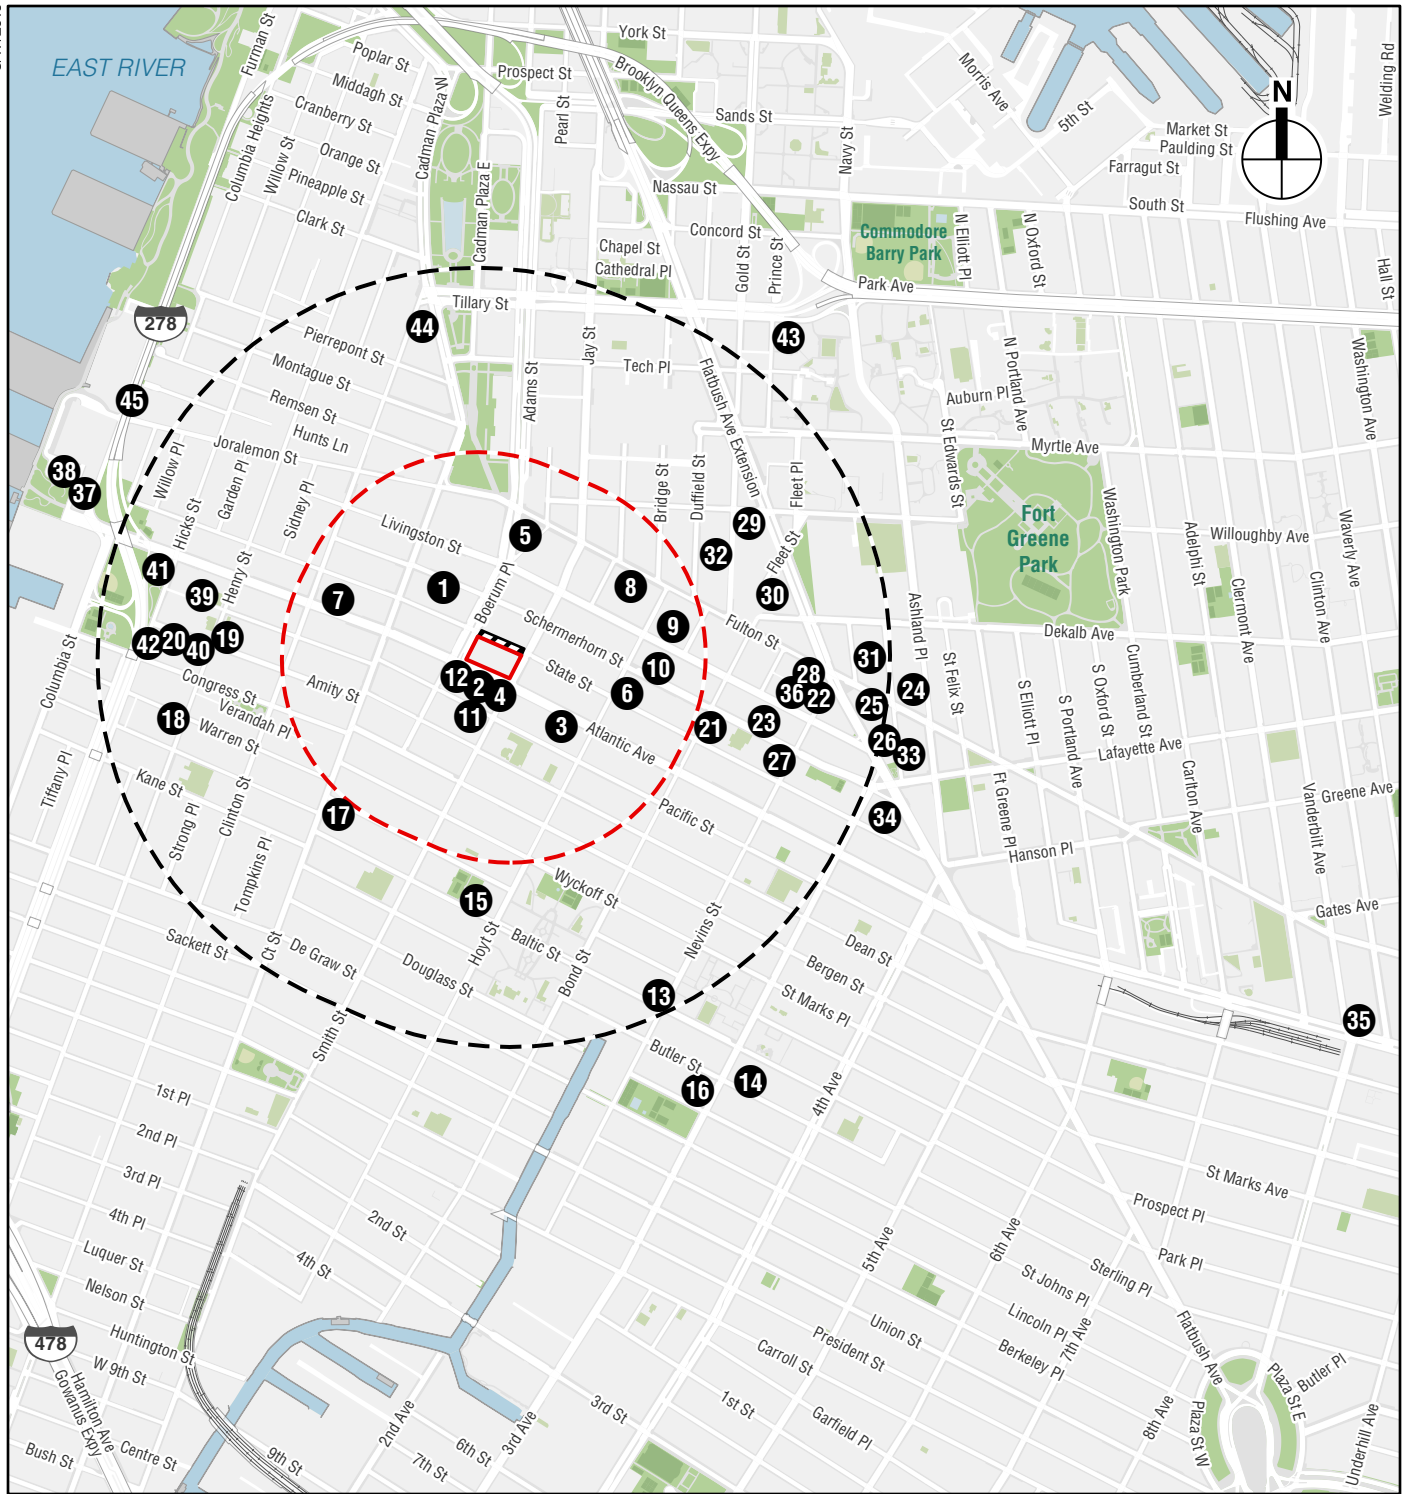 EAST RIVER
Furman St
Poplar St
Middagh St
Cranberry St
Orange St
Pineapple St
Clark St
Columbia Heights
Willow St
Cadman Plaza W
Cadman Plaza E
Prospect St
Pearl St
York St
Brooklyn Queens Expy
Sands St
Navy St
Morris Ave
5th St
Market St
Paulding St
Farragut St
Welding Rd
N
Nassau St
South St
Flushing Ave
Concord St
Commodore
Barry Park
N Elliott Pl
N Oxford St
Chapel St
Cathedral Pl
Gold St
Prince St
Park Ave
Hall St
Tillary St
278
44
43
Pierrepont St
Montague St
Remsen St
Hunts Ln
Joralemon St
Adams St
Jay St
Tech Pl
Flatbush Ave Extension
N Portland Ave
Auburn Pl
Washington Ave
45
Myrtle Ave
St Edwards St
38
37
Willow Pl
Hicks St
Garden Pl
Sidney Pl
Livingston St
Bridge St
Duffield St
Fleet Pl
Fort
Greene
Park
Washington Park
Adelphi St
Willoughby Ave
Waverly Ave
5
29
32
Fleet St
41
39
Henry St
7
1
Boerum Pl
8
30
Clermont Ave
Clinton Ave
Ashland Pl
42
20
40
19
Schermerhorn St
9
Fulton St
Dekalb Ave
Columbia St
Congress St
Verandah Pl
Warren St
Amity St
12
2
4
11
State St
10
6
3
Atlantic Ave
28
36
22
31
24
25
St Felix St
S Elliott Pl
S Portland Ave
S Oxford St
Cumberland St
18
21
23
27
26
33
Lafayette Ave
Tiffany Pl
Kane St
Strong Pl
Clinton St
Tompkins Pl
17
Pacific St
34
Ft Greene Pl
Hanson Pl
Carlton Ave
Vanderbilt Ave
Greene Ave
15
Wyckoff St
Gates Ave
Sackett St
Ct St
De Graw St
Douglass St
Hoyt St
Baltic St
Bond St
Nevins St
Dean St
Bergen St
St Marks Pl
13
35
Smith St
Butler St
16
14
4th Ave
1st Pl
2nd Pl
3rd Pl
4th Pl
Luquer St
Nelson St
Huntington St
W 9th St
2nd St
4th St
St Marks Ave
Prospect Pl
Park Pl
5th Ave
6th Ave
Sterling Pl
St Johns Pl
Lincoln Pl
Berkeley Pl
7th Ave
Union St
President St
Carroll St
478
Hamilton Ave
Gowanus Expy
Bush St
Centre St
9th St
2nd Ave
7th St
6th St
3rd Ave
3rd St
1st St
Garfield Pl
8th Ave
Flatbush Ave
Plaza St W
Plaza St E
Butler Pl
Underhill Ave